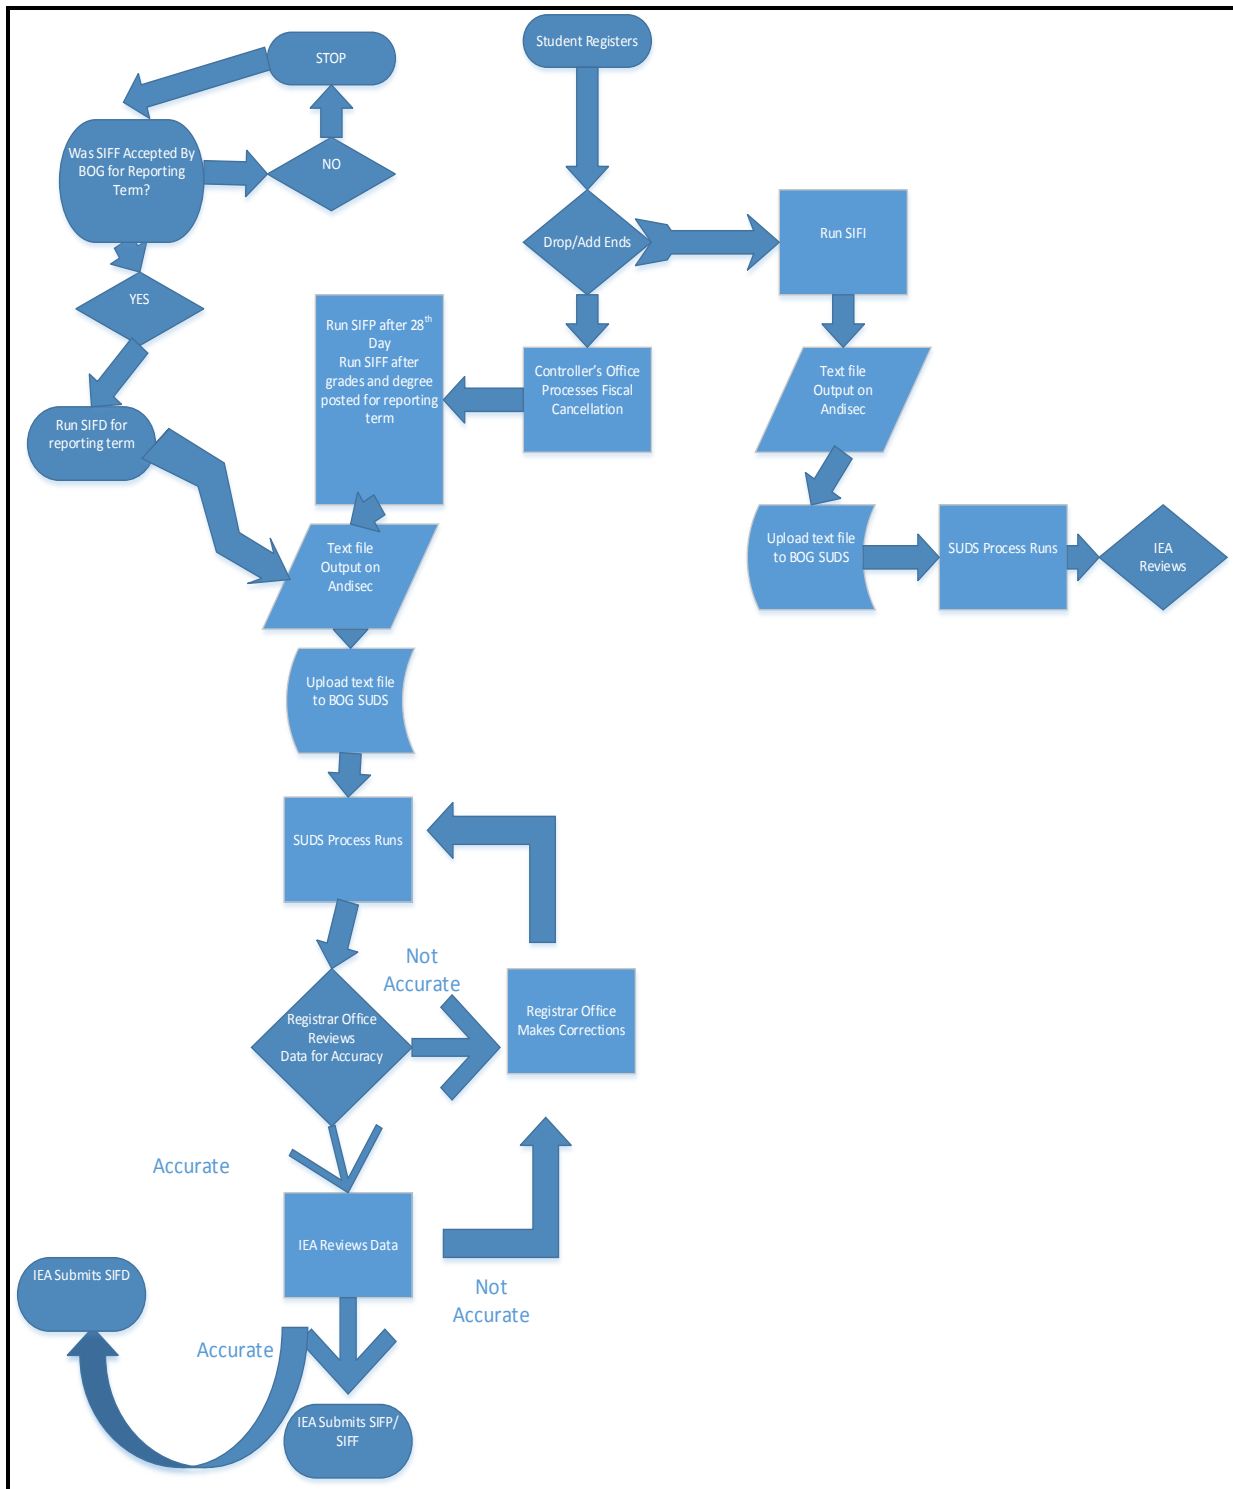 Student Registers
STOP
Was SIFF Accepted By
BOG for Reporting
Term?
NO
Drop/Add Ends
Run SIFI
YES
Run SIFP after 28th
Day
Run SIFF after
grades and degree
posted for reporting
term
Controller's Office
Processes Fiscal
Cancellation
Text file
Output on
Andisec
Run SIFD for
reporting term
Upload text file
to BOG SUDS
SUDS Process Runs
IEA
Reviews
Text file
Output on
Andisec
Upload text file
to BOG SUDS
SUDS Process Runs
Not
Accurate
Registrar Office
Reviews
Data for Accuracy
Registrar Office
Makes Corrections
Accurate
IEA Reviews Data
Not
Accurate
IEA Submits SIFD
Accurate
IEA Submits SIFP/
SIFF